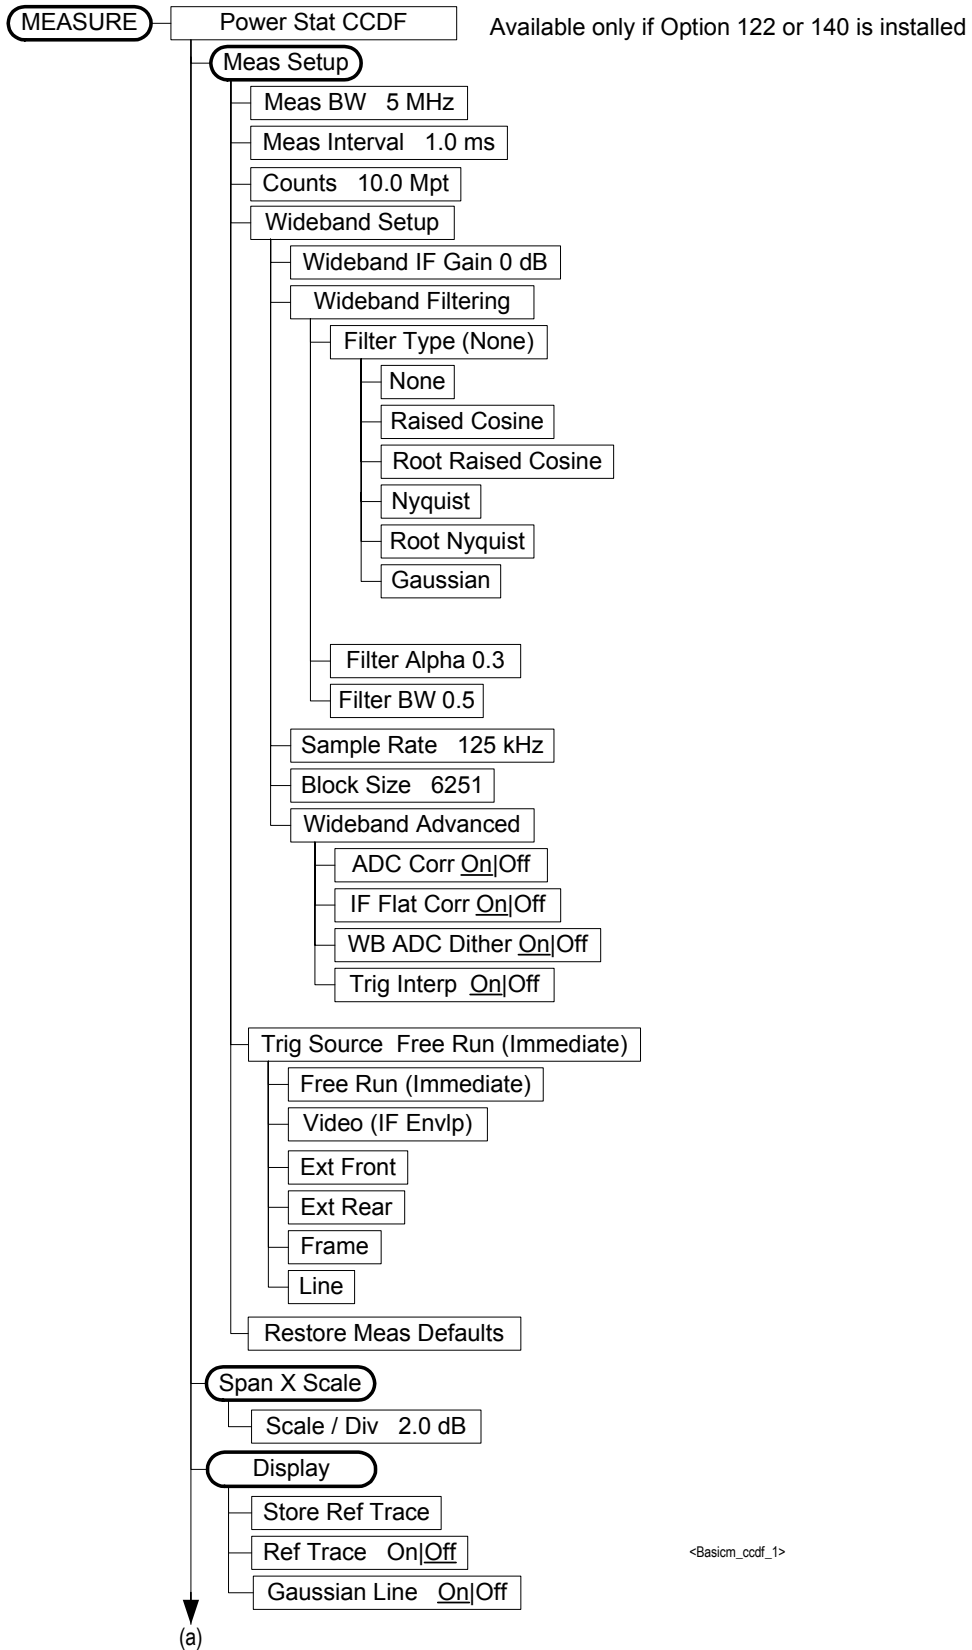 MEASURE
Power Stat CCDF
Available only if Option 122 or 140 is installed
Meas Setup
Meas BW 5 MHz
Meas Interval 1.0 ms
Counts 10.0 Mpt
Wideband Setup
Wideband IF Gain 0 dB
Wideband Filtering
Filter Type (None)
None
Raised Cosine
Root Raised Cosine
Nyquist
Root Nyquist
Gaussian
Filter Alpha 0.3
Filter BW 0.5
Sample Rate 125 kHz
Block Size 6251
Wideband Advanced
ADC Corr On|Off
IF Flat Corr On|Off
WB ADC Dither On|Off
Trig Interp On|Off
Trig Source Free Run (Immediate)
Free Run (Immediate)
Video (IF Envlp)
Ext Front
Ext Rear
Frame
Line
Restore Meas Defaults
Span X Scale
Scale / Div 2.0 dB
Display
Store Ref Trace
Ref Trace On|Off
<Basicm_ccdf_1>
Gaussian Line On|Off
(a)